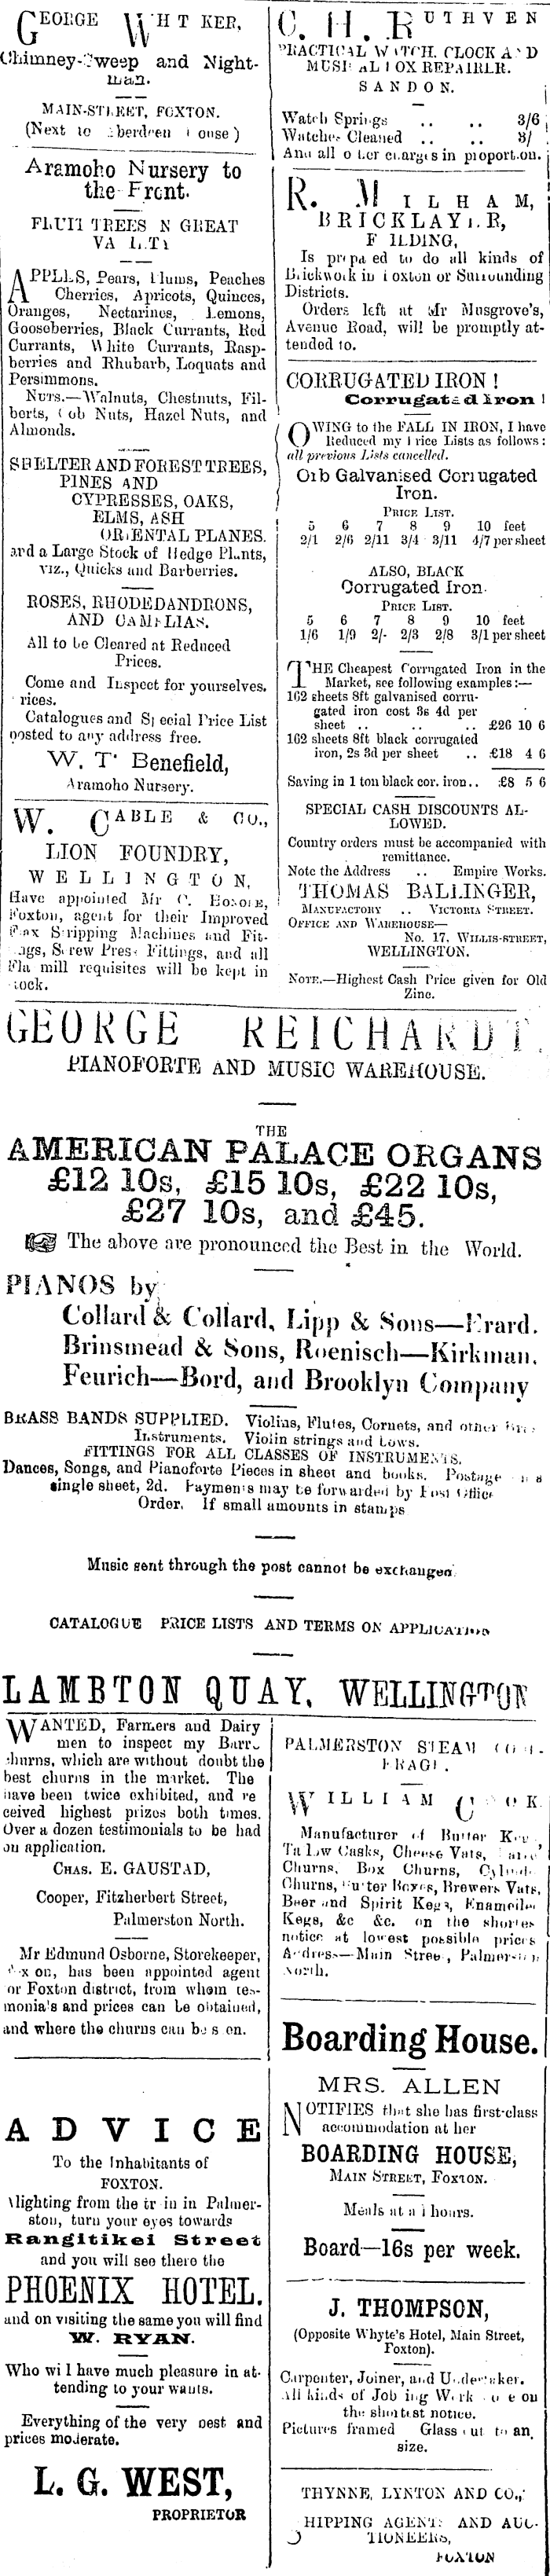 GEORGE
Chimney-Sweep and Night-
man.
MAIN-STREET, FOXTON.
(Next to
Aramoho Nursery to
the Front.
FRUIT TREES IN GREAT
APPLES, Pears, Plums, Peaches
Cherries, Apricots, Quinces,
Oranges, Nectarines, Lemons,
Gooseberries, Black Currants, Red
Currants, White Currants, Rasp-
berries and Rhubarb, Loquats and
Persimmons.
NUTS.—Walnuts, Chestnuts, Fil-
berts, Cob Nuts, Hazel Nuts, and
Almonds.
SHELTER AND FOREST TREES,
PINES AND
CYPRESSES, OAKS,
ELMS, ASH
ORIENTAL PLANES.
and a Large Stock of Hedge Plants,
viz., Quicks and Barberries.
ROSES, RHODEDANDRONS,
AND CAMELIAS.
All to be Cleared at Reduced
Prices.
Come and Inspect for yourselves.
Catalogues and Special Price List
posted to any address free.
W. T. Benefield,
Aramoho Nursery.
W. CABLE & CO.,
LION FOUNDRY,
WELLINGTON,
Have appointed Mr C.
Foxton, agent for their Improved
Flax Stripping Machines and Fit-
tings, Screw Press Fittings, and all
Flax mill requisites will be kept in
stock.
C. H. RUTHVEN
PRACTICAL WATCH, CLOCK AND
MUSICAL BOX REPAIRER.
SANDON.
Watch Springs .. .. 3/6
Watches Cleaned .. ..
And all other charges in proportion.
R. MILHAM,
BRICKLAYER,
FEILDING,
Is prepared to do all kinds of
Brickwork in Foxton or Surrounding
Districts.
Orders left at Mr Musgrove's,
Avenue Road, will be promptly at-
tended to.
CORRUGATED IRON !
Corrugated Iron !
OWING to the FALL IN IRON, I have
Reduced my Price Lists as follows :
all previous Lists cancelled.
Orb Galvanised Corrugated
Iron.
PRICE LIST.
5 6 7 8 9 10 feet
2/1 2/6 2/11 3/4 3/11 4/7 per sheet
ALSO, BLACK
Corrugated Iron.
PRICE LIST.
5 6 7 8 9 10 feet
1/6 1/9 2/- 2/3 2/8 3/1 per sheet
THE Cheapest Corrugated Iron in the
Market, see following examples :—
162 sheets 8ft galvanised corru-
gated iron cost 3s 4d per
sheet .. .. .. £26 10 6
162 sheets 8ft black corrugated
iron, 2s 3d per sheet .. £18 4 6
Saving in 1 ton black cor. iron .. £8 5 6
SPECIAL CASH DISCOUNTS AL-
LOWED.
Country orders must be accompanied with
remittance.
Note the Address .. Empire Works.
THOMAS BALLINGER,
MANUFACTORY .. VICTORIA STREET.
OFFICE AND WAREHOUSE—
No. 17, WILLIS-STREET,
WELLINGTON.
NOTE.—Highest Cash Price given for Old
Zinc.
GEORGE REICHARDT,
PIANOFORTE AND MUSIC WAREHOUSE.
THE
AMERICAN PALACE ORGANS
£12 10s, £15 10s, £22 10s,
£27 10s, and £45.
The above are pronounced the Best in the World.
PIANOS by
Collard & Collard, Lipp & Sons—Erard.
Brinsmead & Sons, Roenisch—Kirkman.
Feurich—Bord, and Brooklyn Company
BRASS BANDS SUPPLIED. Violins, Flutes, Cornets, and other
Instruments. Violin strings and bows.
FITTINGS FOR ALL CLASSES OF INSTRUMENTS.
Dances, Songs, and Pianoforte Pieces in sheet and books. Postage
single sheet, 2d. Payments may be forwarded by Post Office
Order, If small amounts in stamps
Music sent through the post cannot be exchanged.
CATALOGUE PRICE LISTS AND TERMS ON APPLICATION
LAMBTON QUAY, WELLINGTON
WANTED, Farmers and Dairy
men to inspect my
churns, which are without doubt the
best churns in the market. The
have been twice exhibited, and re
ceived highest prizes both times.
Over a dozen testimonials to be had
on application.
CHAS. E. GAUSTAD,
Cooper, Fitzherbert Street,
Palmerston North.
Mr Edmund Osborne, Storekeeper,
Foxton, has been appointed agent
for Foxton district, from whom tes-
monia's and prices can be obtained,
and where the churns can be seen.
ADVICE
To the Inhabitants of
FOXTON.
Alighting from the train in Palmer-
ston, turn your eyes towards
Rangitikei Street
and you will see there the
PHOENIX HOTEL.
and on visiting the same you will find
W. RYAN.
Who will have much pleasure in at-
tending to your wants.
Everything of the very best and
prices moderate.
L. G. WEST,
PROPRIETOR
PALMERSTON STEAM
WILLIAM COOK
Manufacturer of Butter Kegs
Tallow Casks, Cheese Vats,
Churns, Box Churns,
Churns, Butter Boxes, Brewers Vats,
Beer and Spirit Kegs, Enamelled
Kegs, &c &c. on the shortest
notice at lowest possible prices
Address—Main Street, Palmerston
North.
Boarding House.
MRS. ALLEN
NOTIFIES that she has first-class
accommodation at her
BOARDING HOUSE,
MAIN STREET, FOXTON.
Meals at all hours.
Board—16s per week.
J. THOMPSON,
(Opposite Whyte's Hotel, Main Street,
Foxton).
Carpenter, Joiner, and Undertaker.
All kinds of Jobbing Work done on
the shortest notice.
Pictures framed Glass cut to any
size.
THYNNE, LYNTON AND CO.,
SHIPPING AGENTS AND AUC-
TIONEERS,
FOXTON